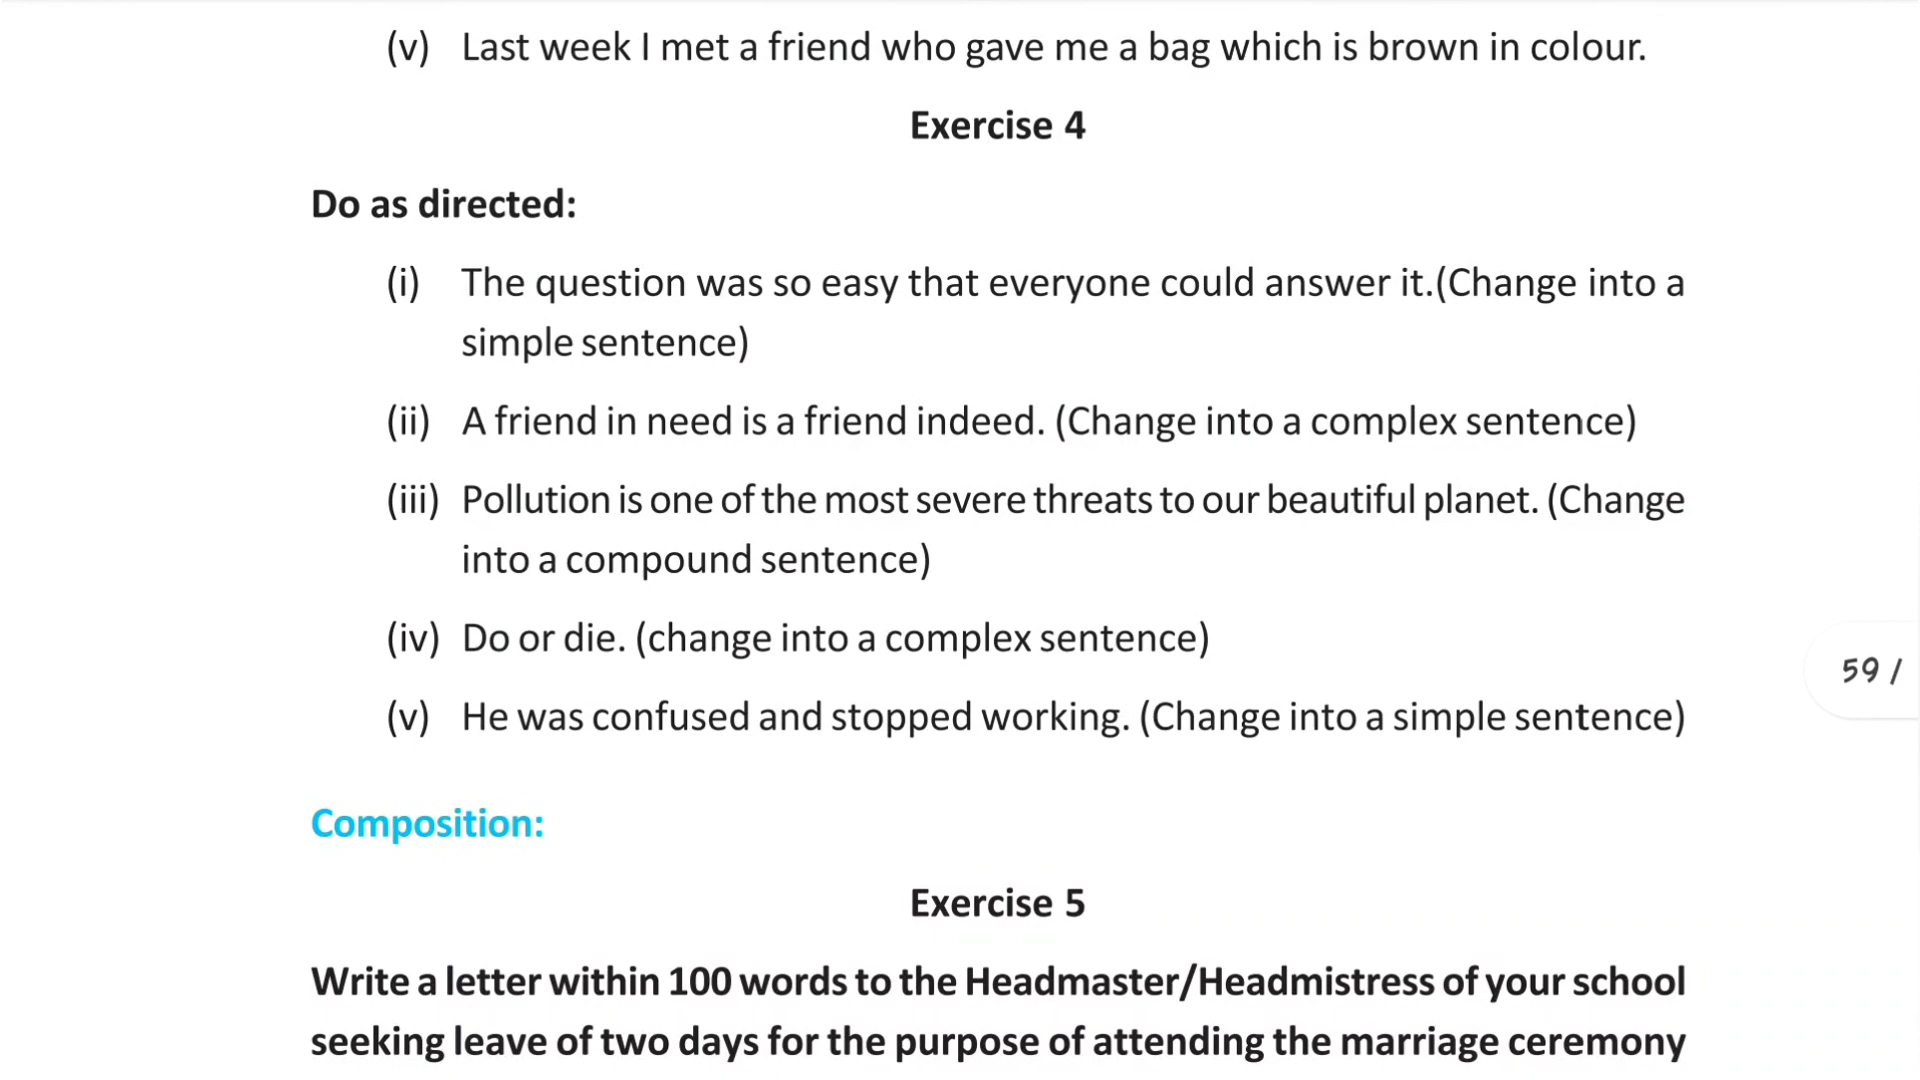 (v) Last week I met a friend who gave me a bag which is brown in colour.
Exercise 4
Do as directed:
(i) The question was so easy that everyone could answer it.(Change into a
simple sentence)
(ii) A friend in need is a friend indeed. (Change into a complex sentence)
(iii) Pollution is one of the most severe threats to our beautiful planet. (Change
into a compound sentence)
(iv) Do or die. (change into a complex sentence)
59 /
(v) He was confused and stopped working. (Change into a simple sentence)
Composition:
Exercise 5
Write a letter within 100 words to the Headmaster/Headmistress of your school
seeking leave of two days for the purpose of attending the marriage ceremony